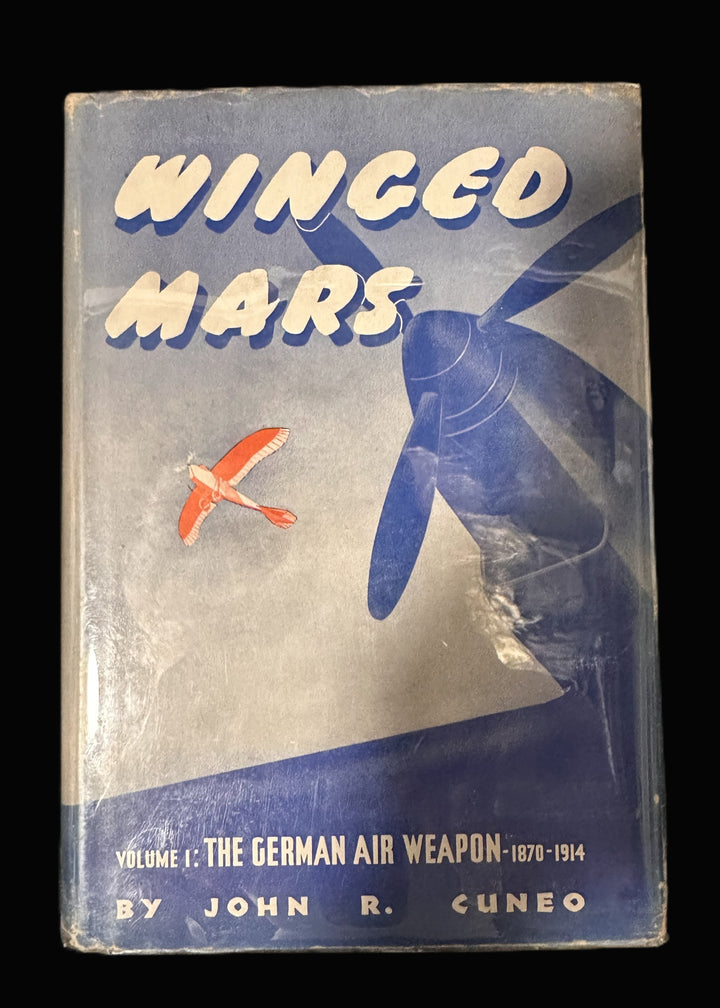 WINGED
MARS
VOLUME I: THE GERMAN AIR WEAPON-1870-1914
BY JOHN R. CUNEO